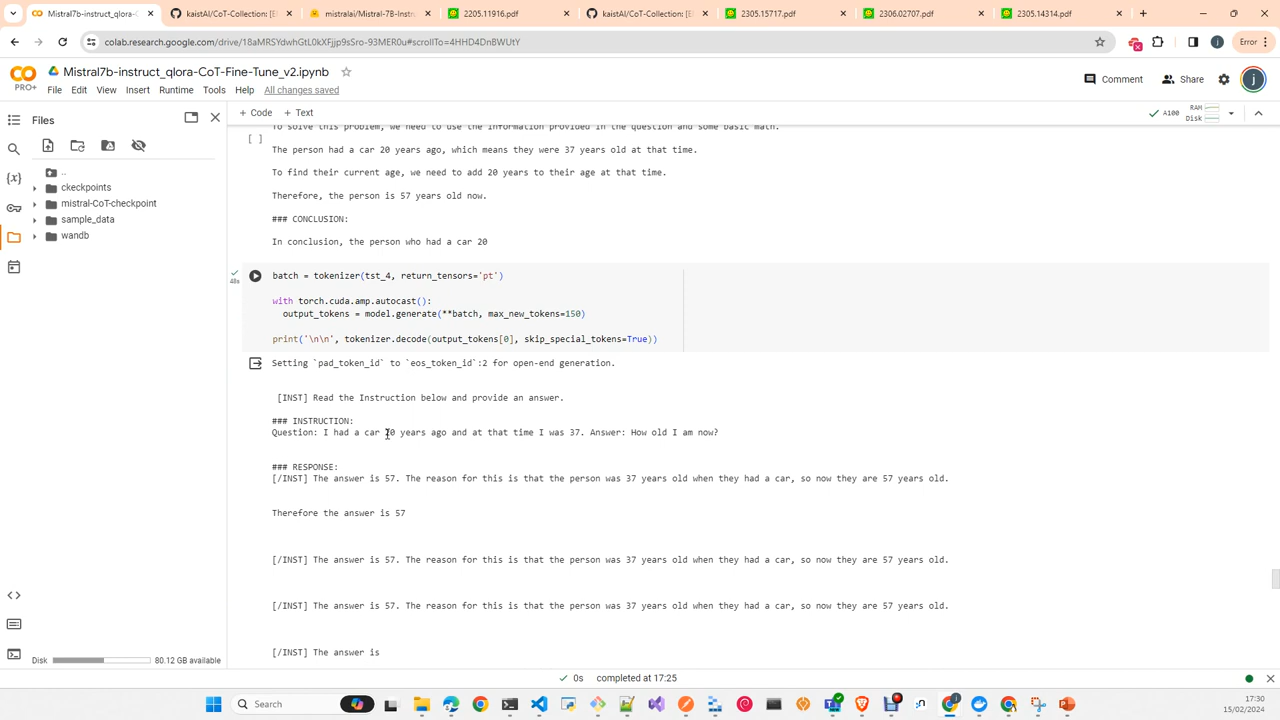 Mistral7b-instruct_qlora-C
kaistAI/CoT-Collection: [E
mistralai/Mistral-7B-Instruc
2205.11916.pdf
kaistAI/CoT-Collection: [E
2305.15717.pdf
2306.02707.pdf
2305.14314.pdf
colab.research.google.com/drive/18aMRSYdwhGtL0kXFjjp9sSro-93MER0u#scrollTo=4HHD4DnBWUtY
Error
Mistral7b-instruct_qlora-CoT-Fine-Tune_v2.ipynb
PRO+
File Edit View Insert Runtime Tools Help All changes saved
Comment
Share
j
Files
+ Code + Text
A100
RAM
Disk
..
ckeckpoints
mistral-CoT-checkpoint
sample_data
wandb
To solve this problem, we need to use the information provided in the question and some basic math.
[ ]
The person had a car 20 years ago, which means they were 37 years old at that time.
To find their current age, we need to add 20 years to their age at that time.
Therefore, the person is 57 years old now.
### CONCLUSION:
In conclusion, the person who had a car 20
48s
batch = tokenizer(tst_4, return_tensors='pt')
with torch.cuda.amp.autocast():
output_tokens = model.generate(**batch, max_new_tokens=150)
print('\n\n', tokenizer.decode(output_tokens[0], skip_special_tokens=True))
Setting `pad_token_id` to `eos_token_id`:2 for open-end generation.
[INST] Read the Instruction below and provide an answer.
### INSTRUCTION:
Question: I had a car 20 years ago and at that time I was 37. Answer: How old I am now?
### RESPONSE:
[/INST] The answer is 57. The reason for this is that the person was 37 years old when they had a car, so now they are 57 years old.
Therefore the answer is 57
[/INST] The answer is 57. The reason for this is that the person was 37 years old when they had a car, so now they are 57 years old.
[/INST] The answer is 57. The reason for this is that the person was 37 years old when they had a car, so now they are 57 years old.
[/INST] The answer is
Disk
80.12 GB available
0s completed at 17:25
Search
17:30
15/02/2024